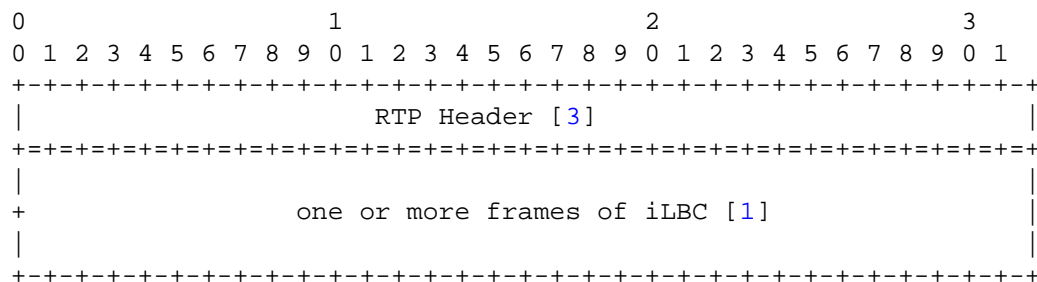 0                   1                   2                   3
0 1 2 3 4 5 6 7 8 9 0 1 2 3 4 5 6 7 8 9 0 1 2 3 4 5 6 7 8 9 0 1
+-+-+-+-+-+-+-+-+-+-+-+-+-+-+-+-+-+-+-+-+-+-+-+-+-+-+-+-+-+-+-+-+
|                      RTP Header [3]                           |
+=+=+=+=+=+=+=+=+=+=+=+=+=+=+=+=+=+=+=+=+=+=+=+=+=+=+=+=+=+=+=+=+
|                                                               |
+                 one or more frames of iLBC [1]                |
|                                                               |
+-+-+-+-+-+-+-+-+-+-+-+-+-+-+-+-+-+-+-+-+-+-+-+-+-+-+-+-+-+-+-+-+